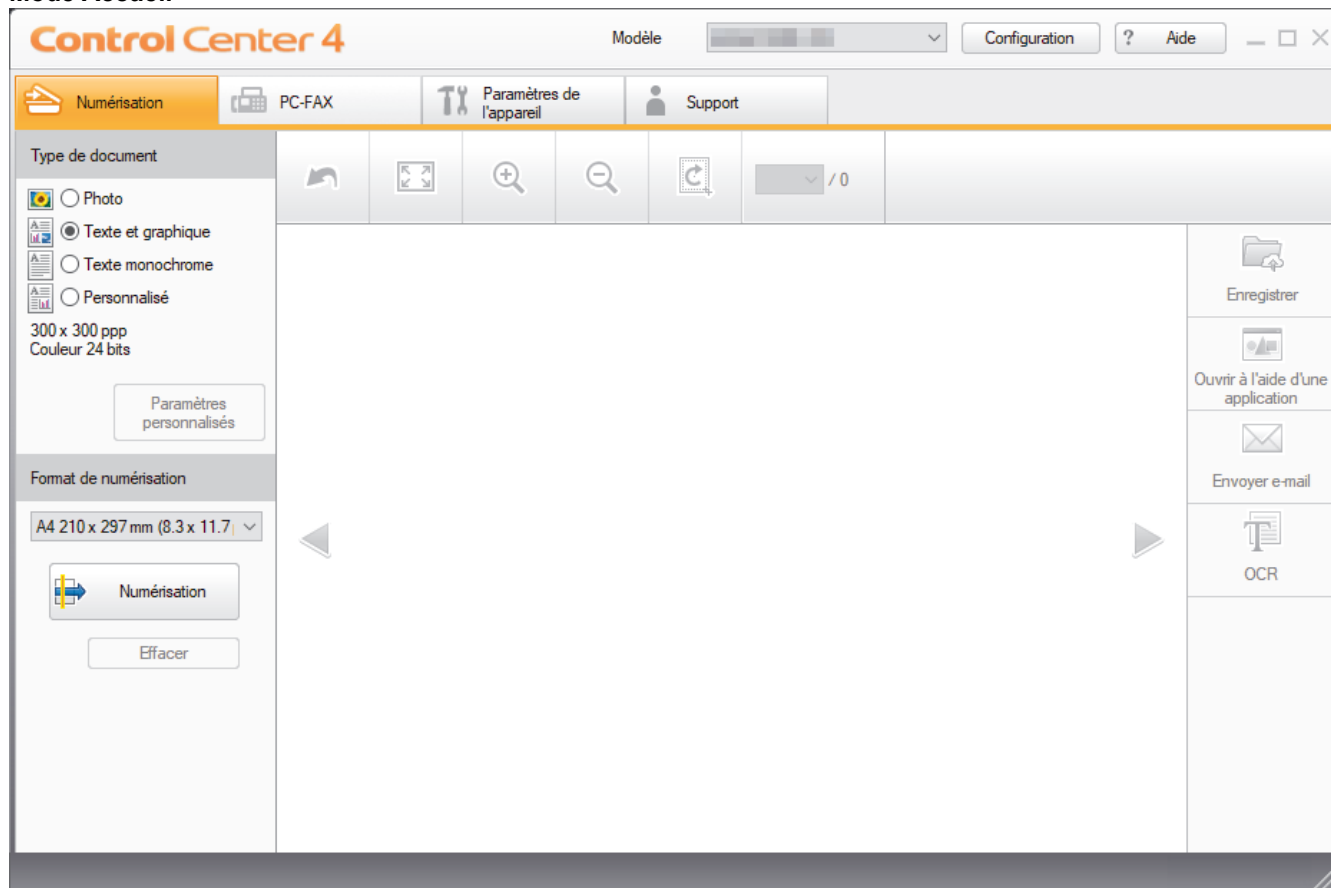 Control Center 4
Modèle
Configuration
? Aide
Numérisation
PC-FAX
Paramètres de
l'appareil
Support
Type de document
Photo
Texte et graphique
Texte monochrome
Personnalisé
300 x 300 ppp
Couleur 24 bits
Paramètres
personnalisés
Format de numérisation
A4 210 x 297 mm (8.3 x 11.7
Numérisation
Effacer
/ 0
Enregistrer
Ouvrir à l'aide d'une
application
Envoyer e-mail
OCR